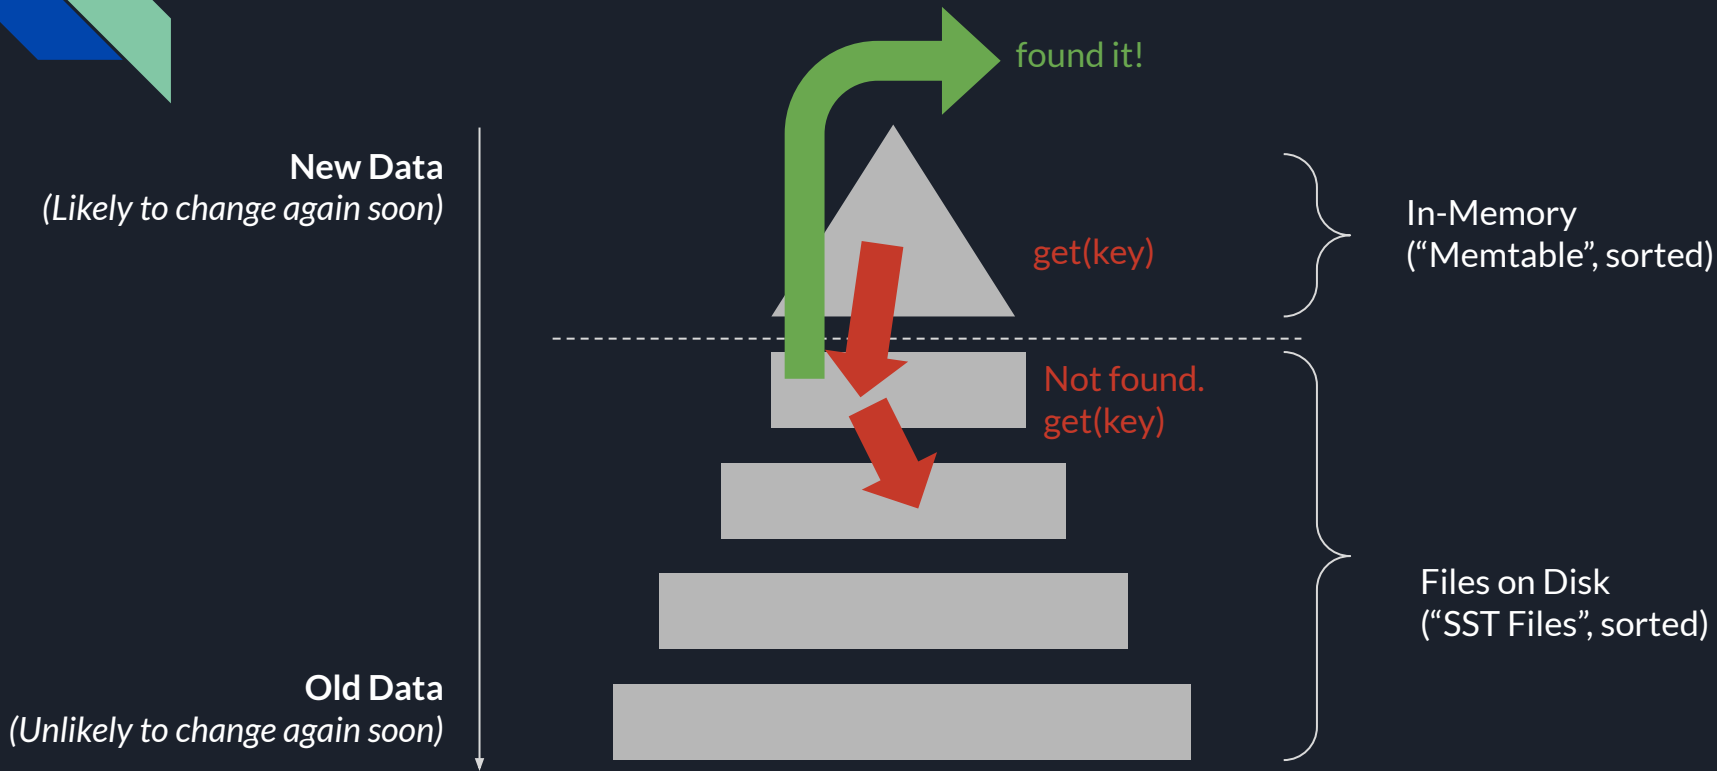 found it!
New Data
(Likely to change again soon)
In-Memory
(“Memtable”, sorted)
get(key)
Not found.
get(key)
Files on Disk
(“SST Files”, sorted)
Old Data
(Unlikely to change again soon)